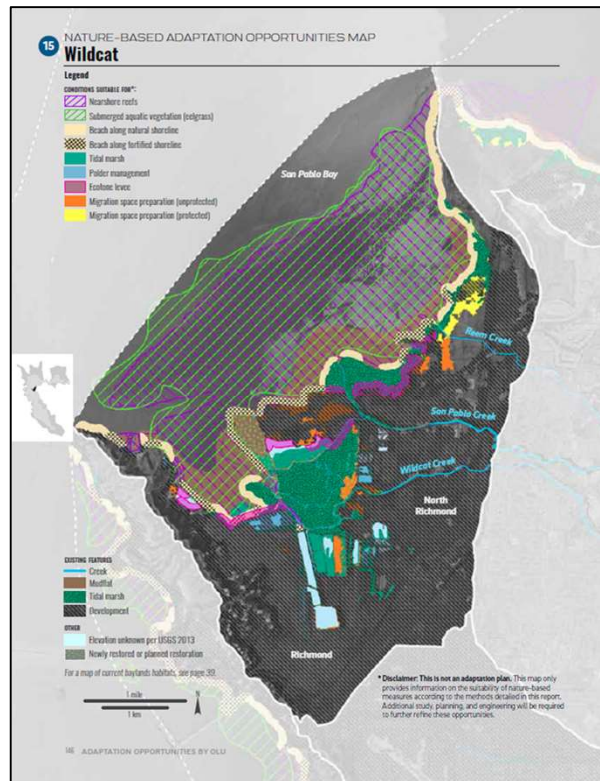 15
NATURE-BASED ADAPTATION OPPORTUNITIES MAP
Wildcat
Legend
CONDITIONS SUITABLE FOR*:
Nearshore reefs
Submerged aquatic vegetation (eelgrass)
Beach along natural shoreline
Beach along fortified shoreline
Tidal marsh
Polder management
Ecotone levee
Migration space preparation (unprotected)
Migration space preparation (protected)
San Pablo Bay
Rheem Creek
San Pablo Creek
Wildcat Creek
North
Richmond
Richmond
EXISTING FEATURES
Creek
Mudflat
Tidal marsh
Development
OTHER
Elevation unknown per USGS 2013
Newly restored or planned restoration
For a map of current baylands habitats, see page 39.
1 mile
1 km
N
* Disclaimer: This is not an adaptation plan. This map only
provides information on the suitability of nature-based
measures according to the methods detailed in this report.
Additional study, planning, and engineering will be required
to further refine these opportunities.
ADAPTATION OPPORTUNITIES BY OLU